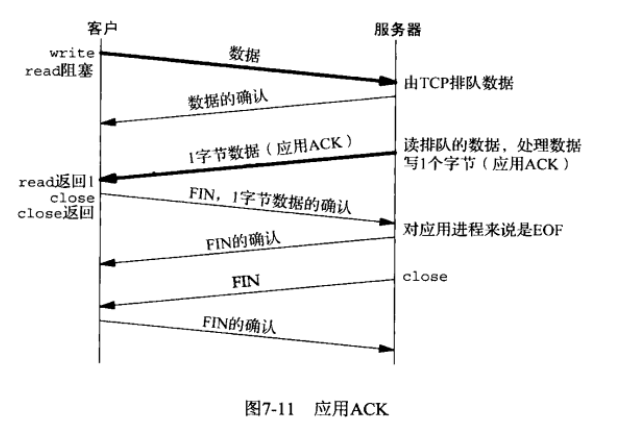 客户
服务器
write
read阻塞
数据
由TCP排队数据
数据的确认
1字节数据（应用ACK）
读排队的数据，处理数据
写1个字节（应用ACK）
read返回1
close
close返回
FIN，1字节数据的确认
对应用进程来说是EOF
FIN的确认
close
FIN
FIN的确认
图7-11 应用ACK